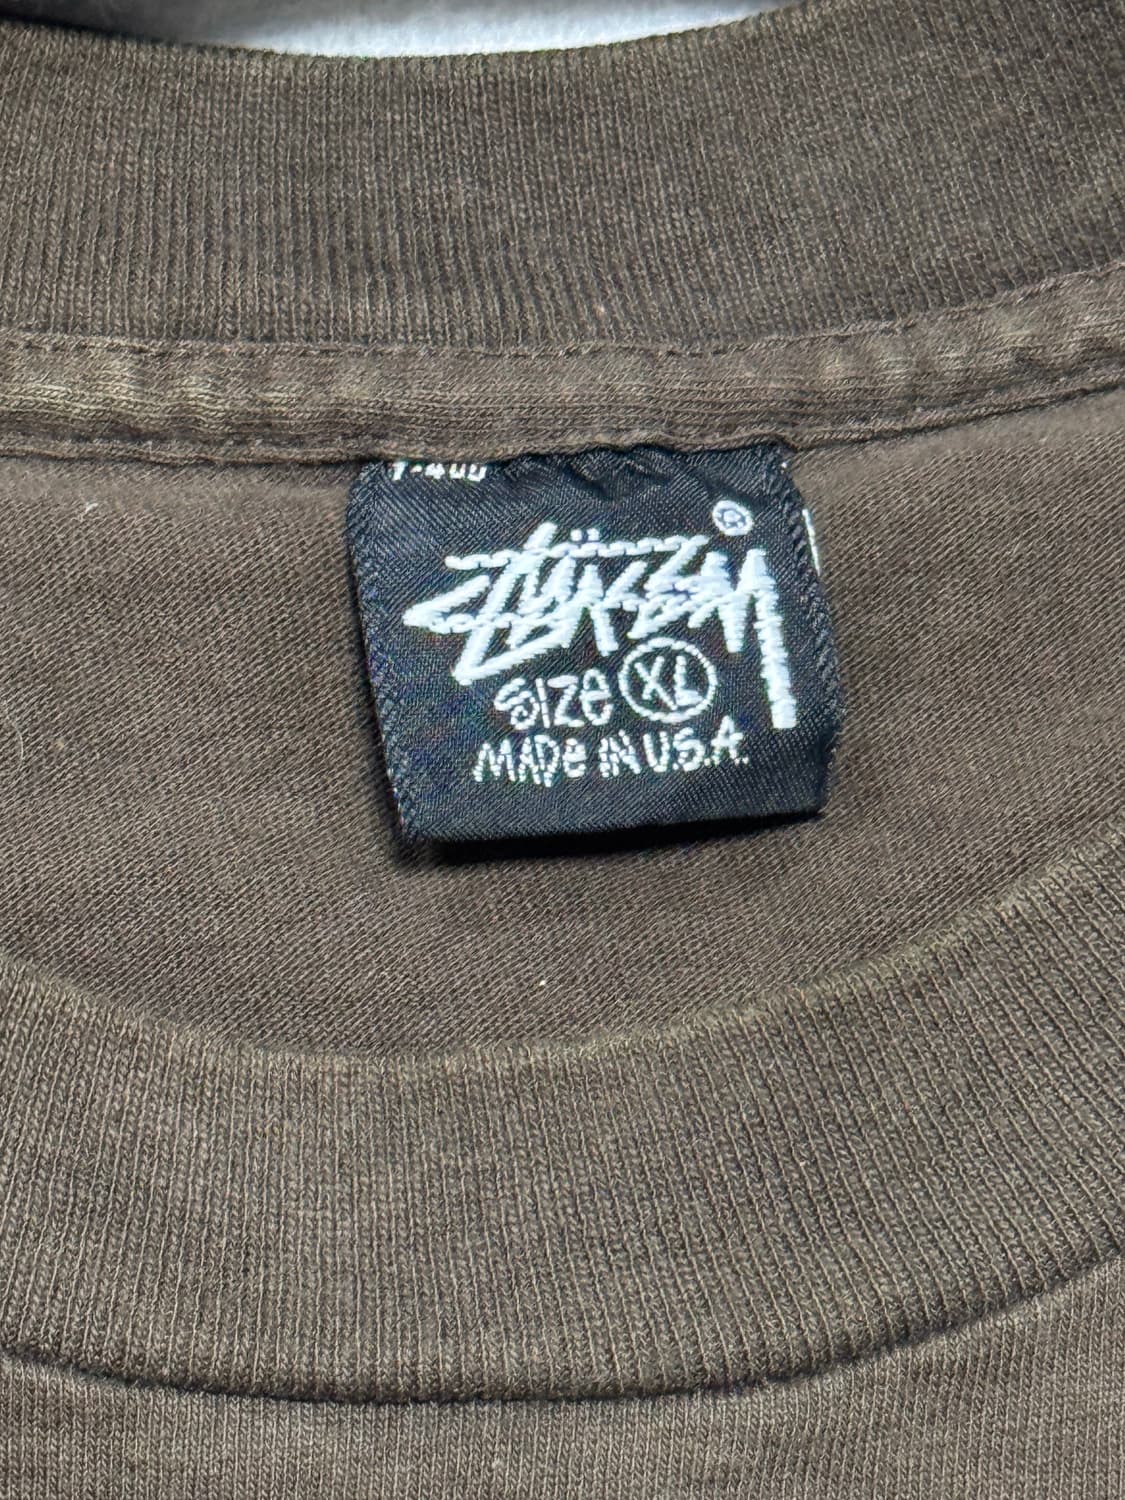 STÜSSY ®
SIZE XL
MADE IN U.S.A.